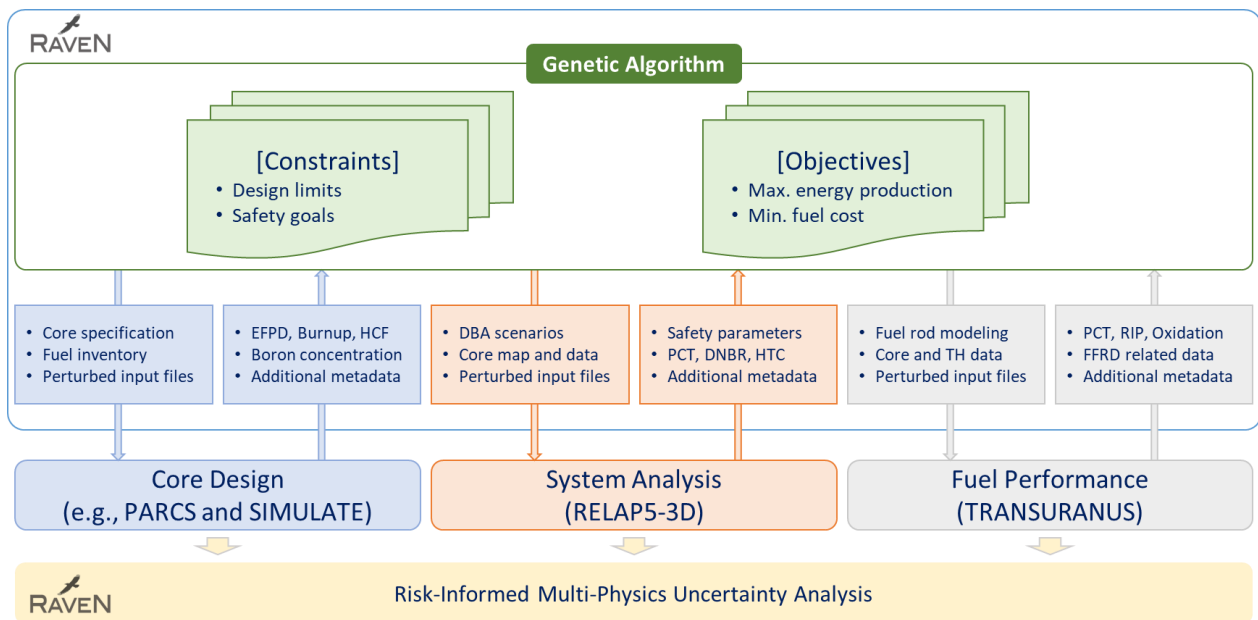 RAVEN
Genetic Algorithm
[Constraints]
• Design limits
• Safety goals
[Objectives]
• Max. energy production
• Min. fuel cost
• Core specification
• Fuel inventory
• Perturbed input files
• EFPD, Burnup, HCF
• Boron concentration
• Additional metadata
• DBA scenarios
• Core map and data
• Perturbed input files
• Safety parameters
• PCT, DNBR, HTC
• Additional metadata
• Fuel rod modeling
• Core and TH data
• Perturbed input files
• PCT, RIP, Oxidation
• FFRD related data
• Additional metadata
Core Design
(e.g., PARCS and SIMULATE)
System Analysis
(RELAP5-3D)
Fuel Performance
(TRANSURANUS)
RAVEN
Risk-Informed Multi-Physics Uncertainty Analysis